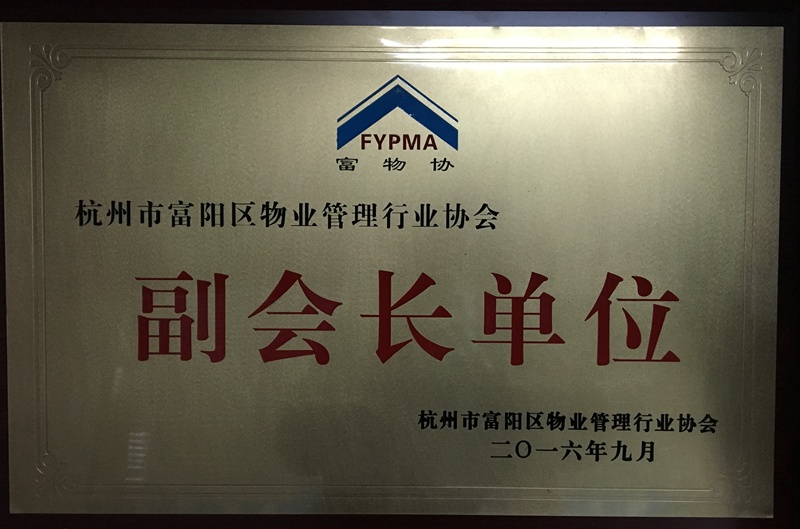 FYPMA
富物协
杭州市富阳区物业管理行业协会
副会长单位
杭州市富阳区物业管理行业协会
二〇一六年九月